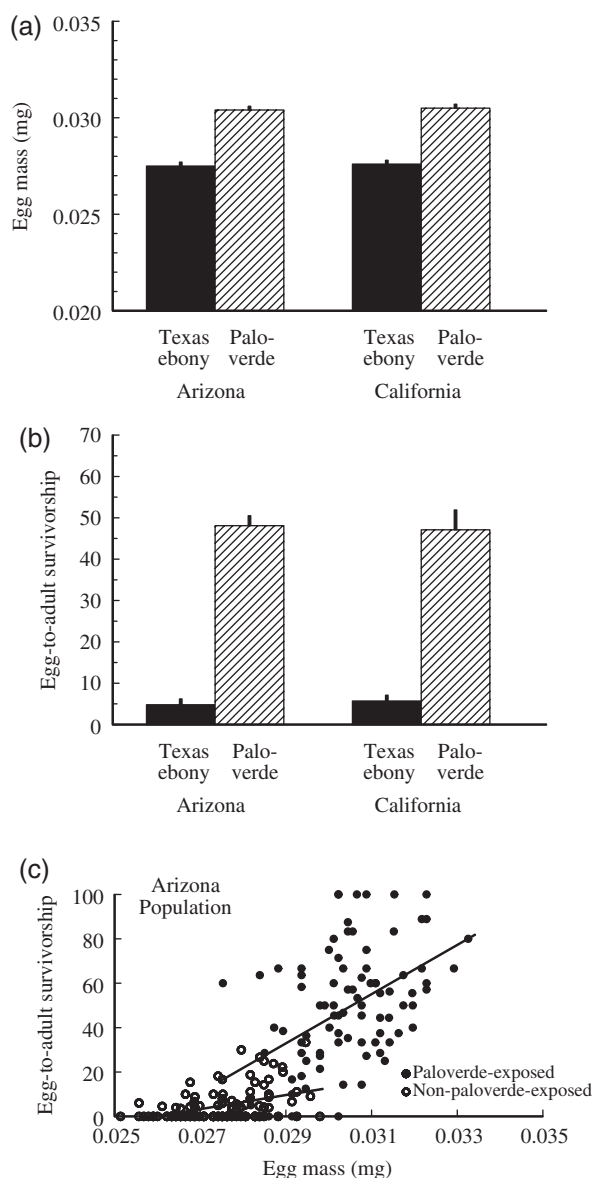 (a)
0.035
0.030
0.025
0.020
Egg mass (mg)
Texas Palo-
ebony verde
Texas Palo-
ebony verde
Arizona
California
(b)
70
60
50
40
30
20
10
0
Egg-to-adult survivorship
Texas Palo-
ebony verde
Texas Palo-
ebony verde
Arizona
California
(c)
Arizona
Population
100
80
60
40
20
0
Egg-to-adult survivorship
Paloverde-exposed
Non-paloverde-exposed
0.025 0.027 0.029 0.031 0.033 0.035
Egg mass (mg)